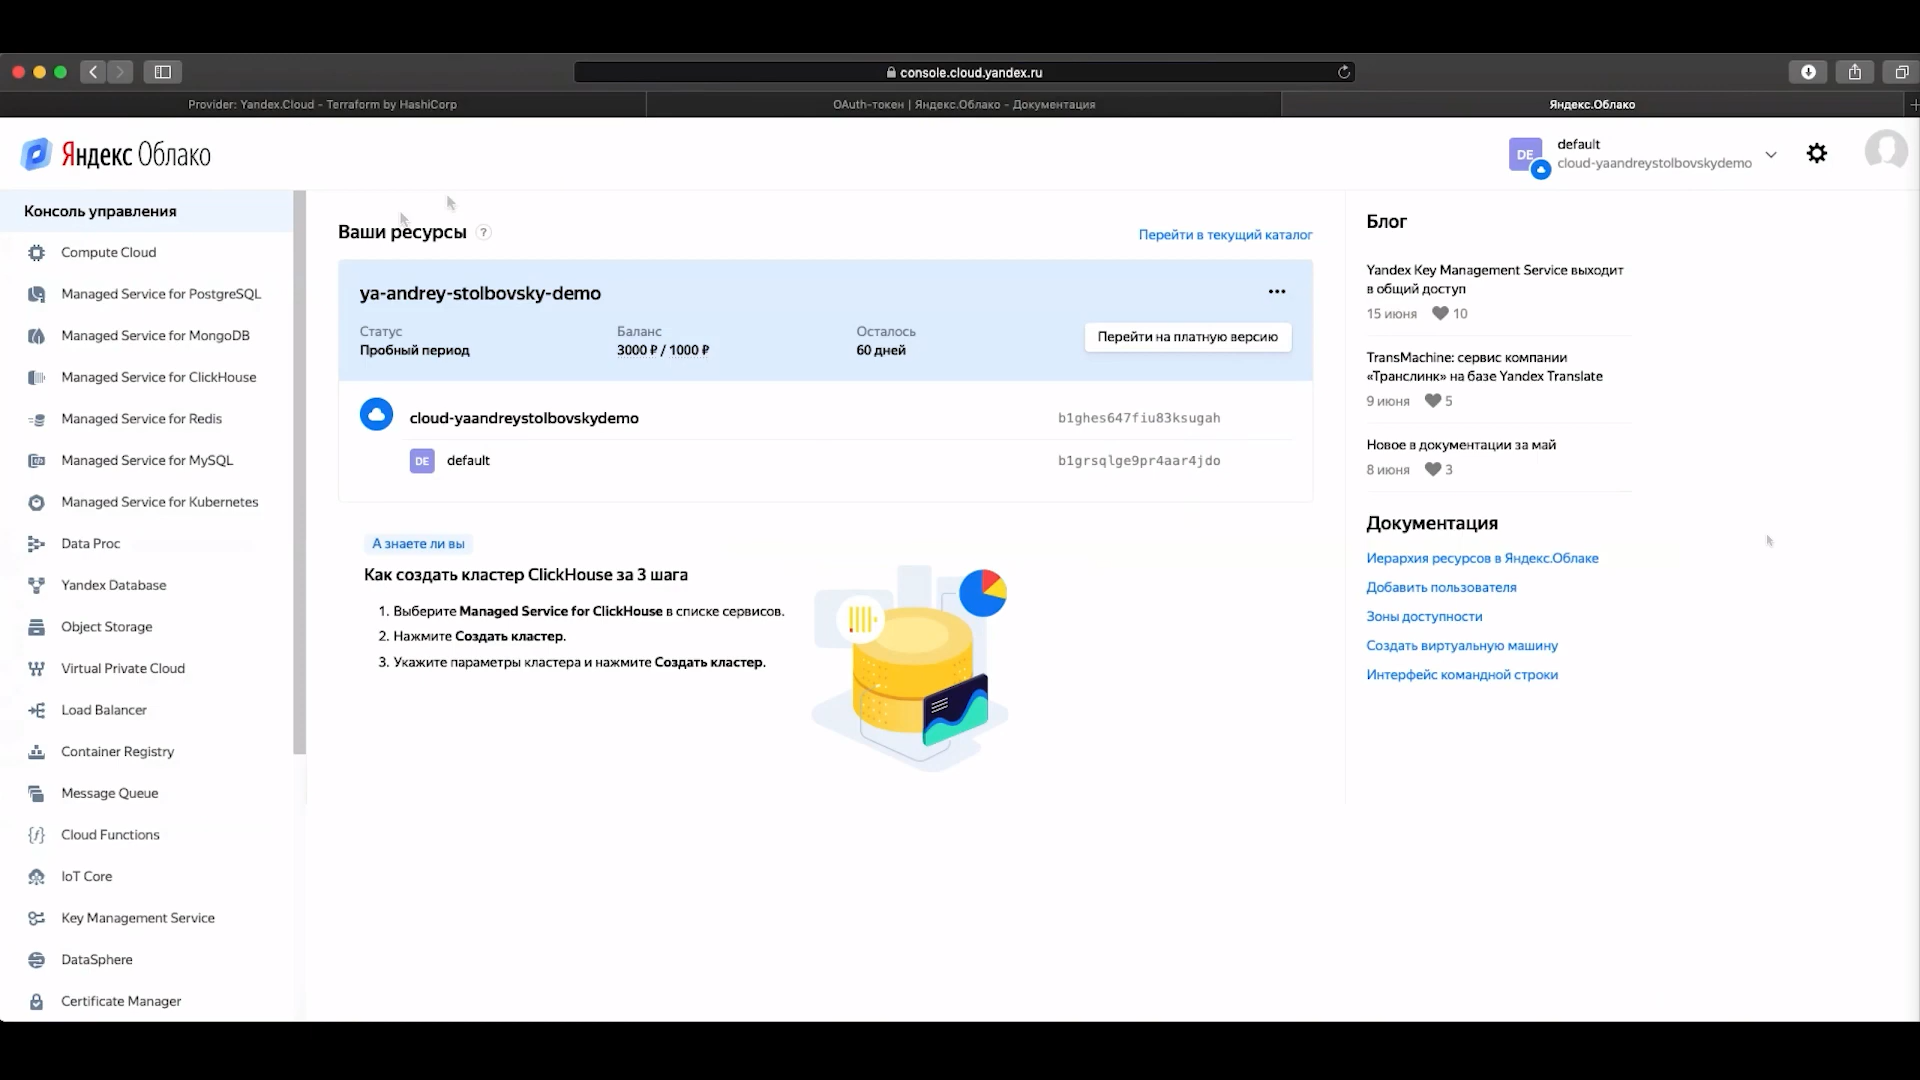 console.cloud.yandex.ru
Provider: Yandex.Cloud - Terraform by HashiCorp
OAuth-токен | Яндекс.Облако - Документация
Яндекс.Облако
Яндекс Облако
DE
default
cloud-yaandreystolbovskydemo
Консоль управления
Compute Cloud
Managed Service for PostgreSQL
Managed Service for MongoDB
Managed Service for ClickHouse
Managed Service for Redis
Managed Service for MySQL
Managed Service for Kubernetes
Data Proc
Yandex Database
Object Storage
Virtual Private Cloud
Load Balancer
Container Registry
Message Queue
Cloud Functions
IoT Core
Key Management Service
DataSphere
Certificate Manager
Ваши ресурсы ?
Перейти в текущий каталог
ya-andrey-stolbovsky-demo
Статус
Пробный период
Баланс
3000 ₽ / 1000 ₽
Осталось
60 дней
Перейти на платную версию
cloud-yaandreystolbovskydemo
b1ghes647fiu83ksugah
DE default
b1grsqlge9pr4aar4jdo
А знаете ли вы
Как создать кластер ClickHouse за 3 шага
1. Выберите Managed Service for ClickHouse в списке сервисов.
2. Нажмите Создать кластер.
3. Укажите параметры кластера и нажмите Создать кластер.
Блог
Yandex Key Management Service выходит
в общий доступ
15 июня 10
TransMachine: сервис компании
«Транслинк» на базе Yandex Translate
9 июня 5
Новое в документации за май
8 июня 3
Документация
Иерархия ресурсов в Яндекс.Облаке
Добавить пользователя
Зоны доступности
Создать виртуальную машину
Интерфейс командной строки